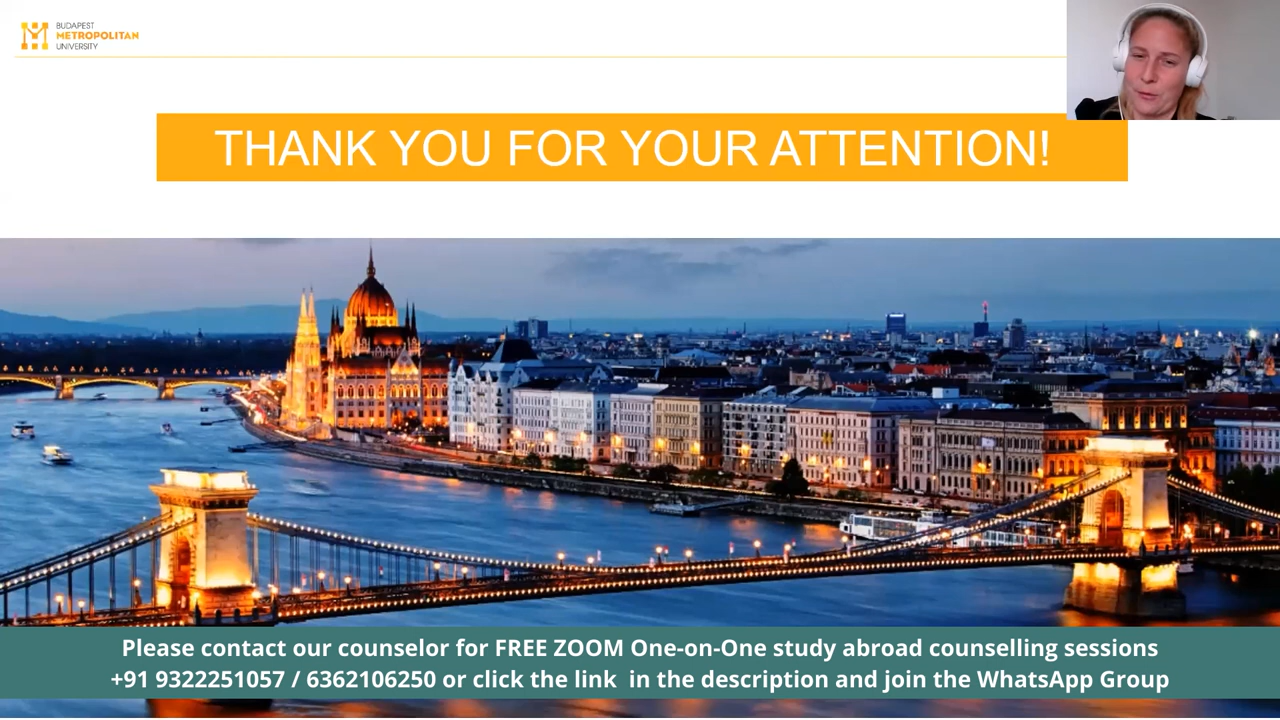 BUDAPEST
METROPOLITAN
UNIVERSITY
THANK YOU FOR YOUR ATTENTION!
Please contact our counselor for FREE ZOOM One-on-One study abroad counselling sessions
+91 9322251057 / 6362106250 or click the link  in the description and join the WhatsApp Group